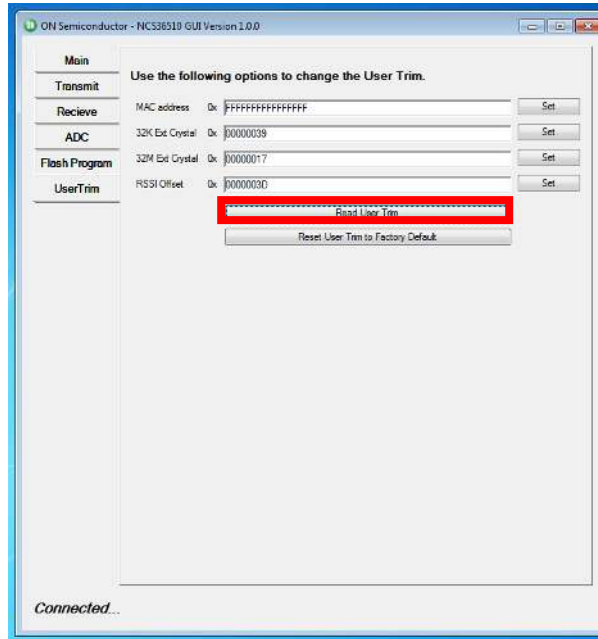 ON Semiconductor - NCS36510 GUI Version 1.0.0
Main
Transmit
Recieve
ADC
Flash Program
UserTrim
Use the following options to change the User Trim.
MAC address 0x FFFFFFFFFFFFFFFF Set
32K Ext Crystal 0x 00000039 Set
32M Ext Crystal 0x 00000017 Set
RSSI Offset 0x 0000003D Set
Read User Trim
Reset User Trim to Factory Default
Connected...